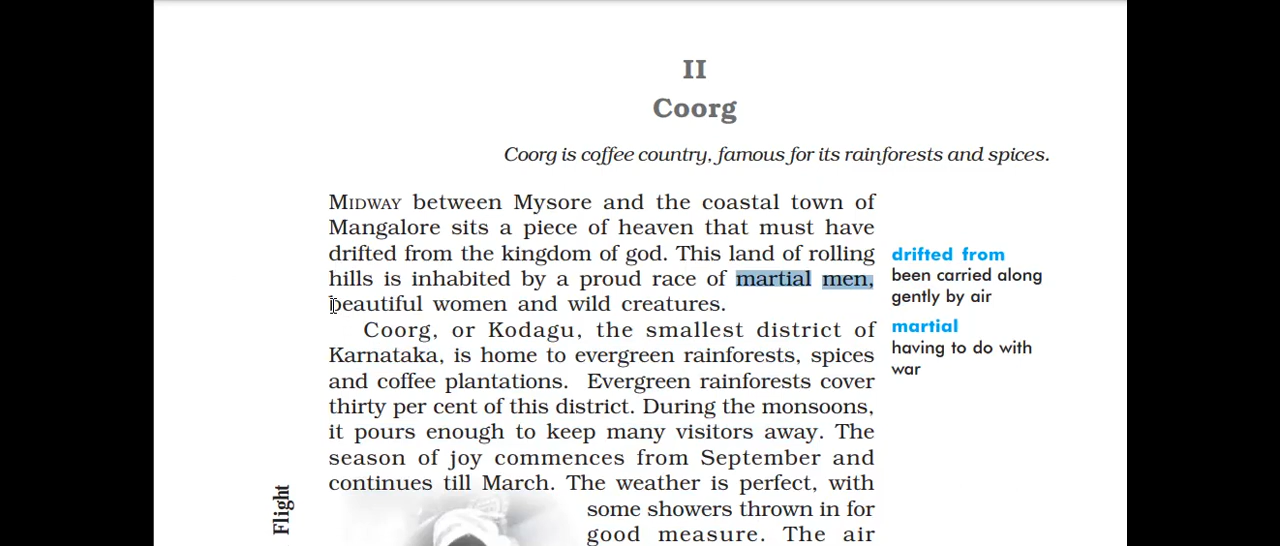 II
Coorg
Coorg is coffee country, famous for its rainforests and spices.
MIDWAY between Mysore and the coastal town of
Mangalore sits a piece of heaven that must have
drifted from the kingdom of god. This land of rolling
hills is inhabited by a proud race of martial men,
beautiful women and wild creatures.
Coorg, or Kodagu, the smallest district of
Karnataka, is home to evergreen rainforests, spices
and coffee plantations. Evergreen rainforests cover
thirty per cent of this district. During the monsoons,
it pours enough to keep many visitors away. The
season of joy commences from September and
continues till March. The weather is perfect, with
some showers thrown in for
good measure. The air
drifted from
been carried along
gently by air
martial
having to do with
war
Flight